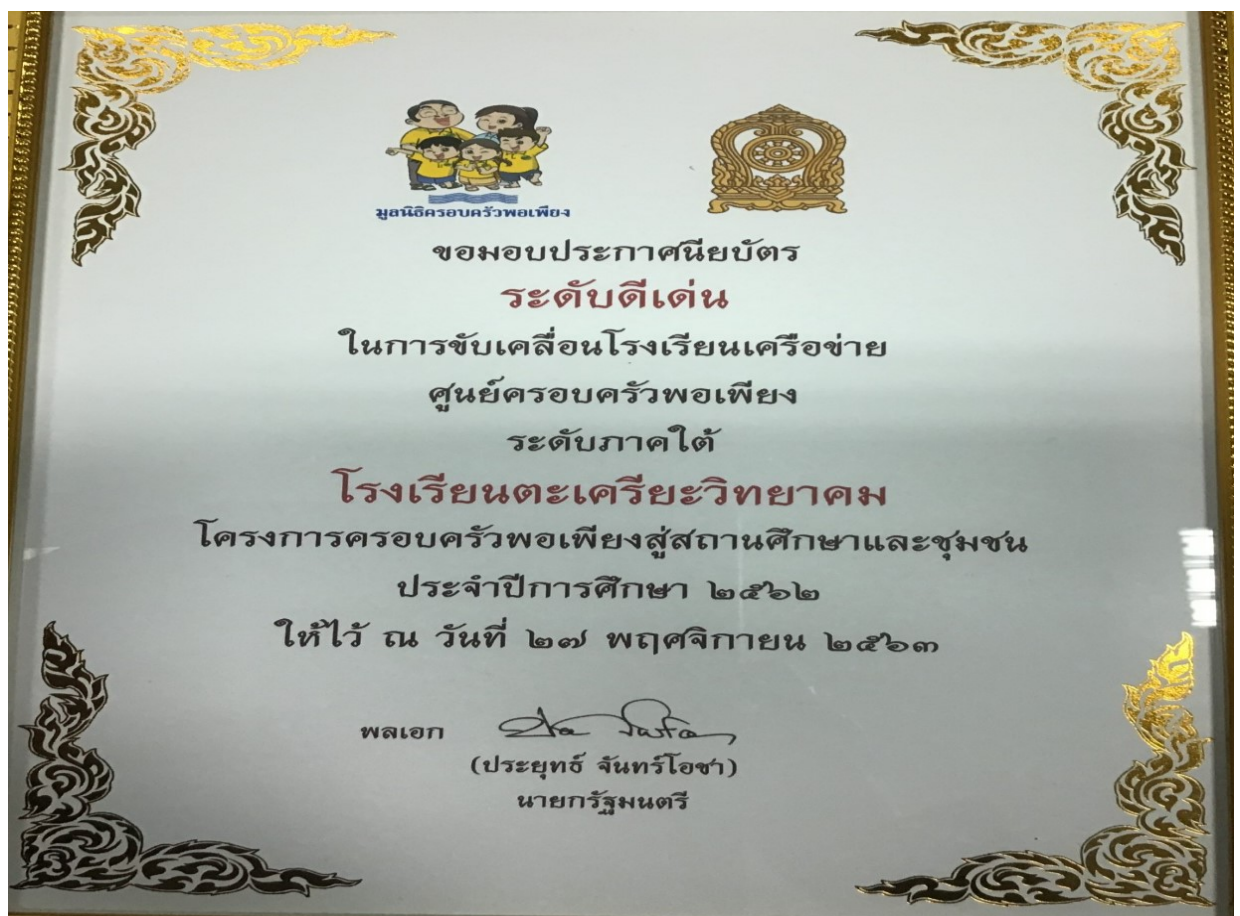 มูลนิธิครอบครัวพอเพียง
ขอมอบประกาศนียบัตร
ระดับดีเด่น
ในการขับเคลื่อนโรงเรียนเครือข่าย
ศูนย์ครอบครัวพอเพียง
ระดับภาคใต้
โรงเรียนตะเครียะวิทยาคม
โครงการครอบครัวพอเพียงสู่สถานศึกษาและชุมชน
ประจำปีการศึกษา ๒๕๖๒
ให้ไว้ ณ วันที่ ๒๗ พฤศจิกายน ๒๕๖๓
พลเอก
(ประยุทธ์ จันทร์โอชา)
นายกรัฐมนตรี